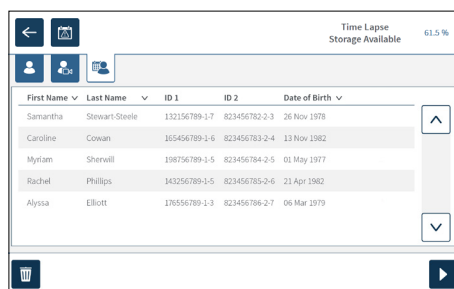 Time Lapse
Storage Available 61.5 %
First Name Last Name ID 1 ID 2 Date of Birth
Samantha Stewart-Steele 132156789-1-7 823456782-2-3 26 Nov 1978
Caroline Cowan 165456789-1-6 823456783-2-4 13 Nov 1982
Myriam Sherwill 198756789-1-5 823456784-2-5 01 May 1977
Rachel Phillips 143256789-1-5 823456785-2-6 21 Apr 1982
Alyssa Elliott 176556789-1-3 823456786-2-7 06 Mar 1979